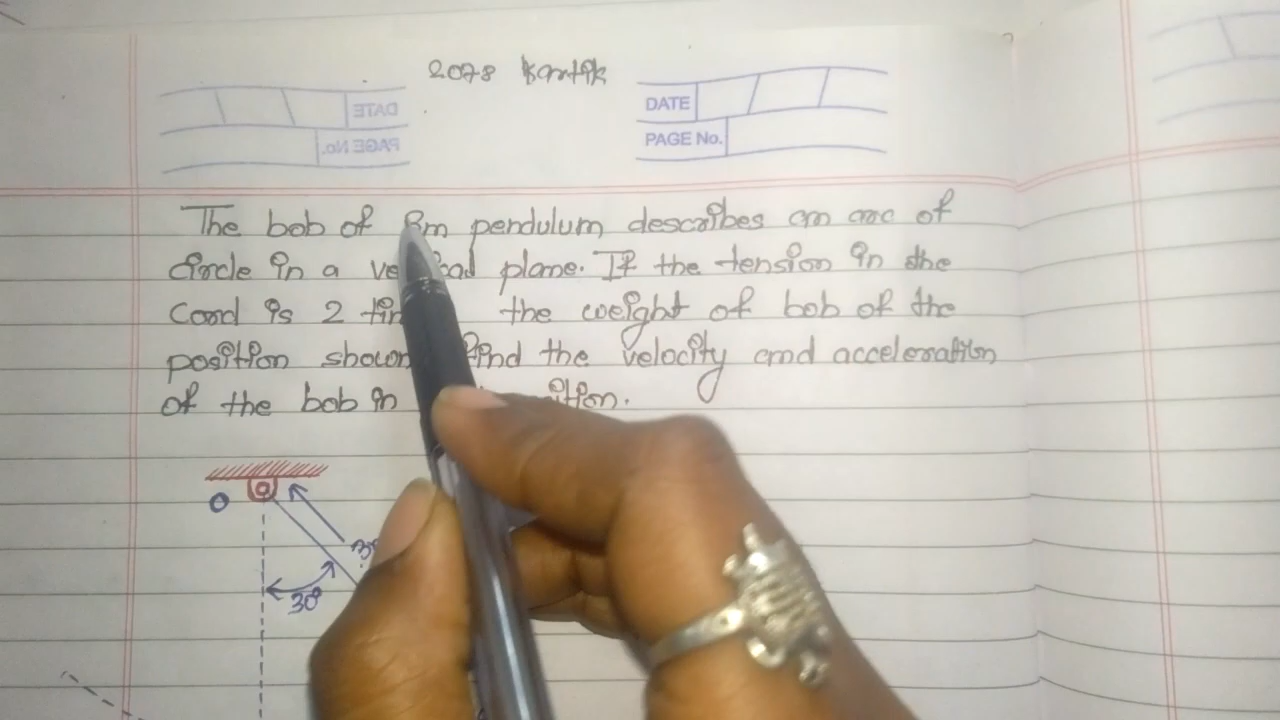 2078 Kartik
DATE
PAGE No.
DATE
PAGE No.
The bob of 3m pendulum describes an arc of
circle in a plane. If the tension in the
Cord is 2 the weight of bob of the
position shown find the velocity and acceleration
of the bob in
O
30°